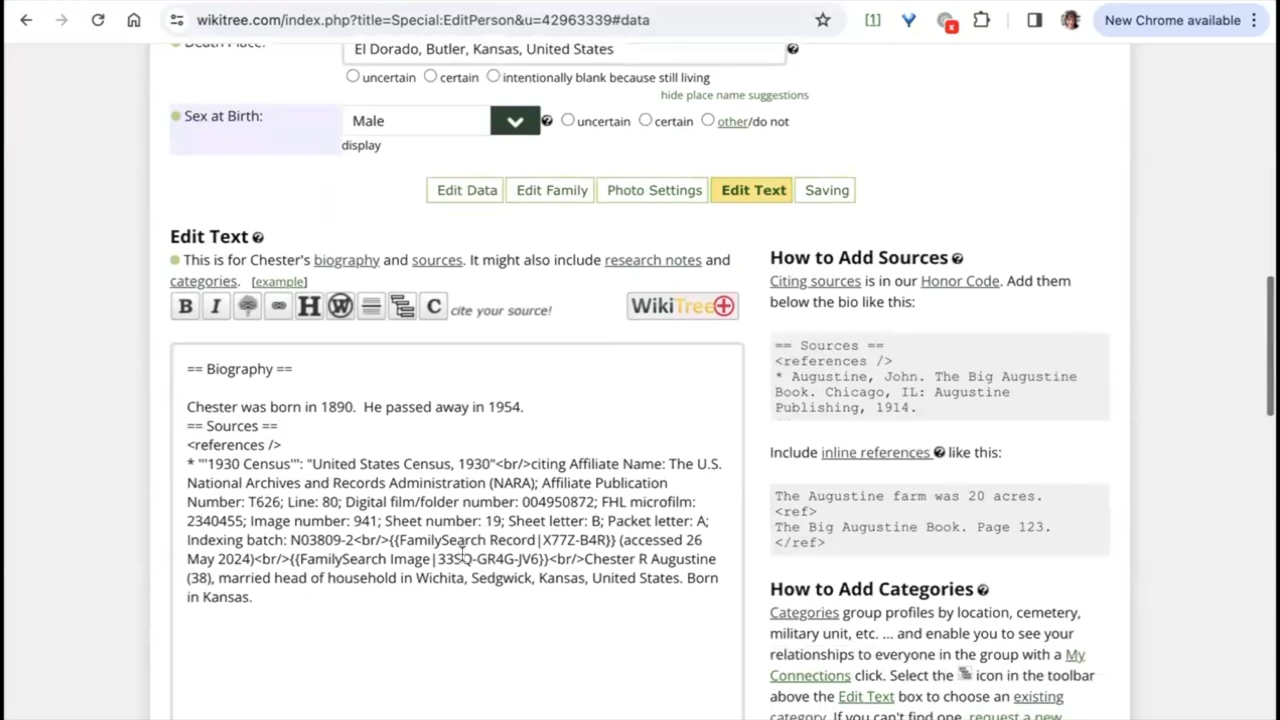 wikitree.com/index.php?title=Special:EditPerson&u=42963339#data
New Chrome available
Death Place:
El Dorado, Butler, Kansas, United States
uncertain certain intentionally blank because still living
hide place name suggestions
Sex at Birth:
Male
uncertain certain other/do not
display
Edit Data
Edit Family
Photo Settings
Edit Text
Saving
Edit Text
This is for Chester's biography and sources. It might also include research notes and
categories. [example]
B I H W C cite your source! WikiTree+
== Biography ==
Chester was born in 1890. He passed away in 1954.
== Sources ==
<references />
* '''1930 Census''': "United States Census, 1930"<br/>citing Affiliate Name: The U.S.
National Archives and Records Administration (NARA); Affiliate Publication
Number: T626; Line: 80; Digital film/folder number: 004950872; FHL microfilm:
2340455; Image number: 941; Sheet number: 19; Sheet letter: B; Packet letter: A;
Indexing batch: N03809-2<br/>{{FamilySearch Record|X77Z-B4R}} (accessed 26
May 2024)<br/>{{FamilySearch Image|33SQ-GR4G-JV6}}<br/>Chester R Augustine
(38), married head of household in Wichita, Sedgwick, Kansas, United States. Born
in Kansas.
How to Add Sources
Citing sources is in our Honor Code. Add them
below the bio like this:
== Sources ==
<references />
* Augustine, John. The Big Augustine
Book. Chicago, IL: Augustine
Publishing, 1914.
Include inline references like this:
The Augustine farm was 20 acres.
<ref>
The Big Augustine Book. Page 123.
</ref>
How to Add Categories
Categories group profiles by location, cemetery,
military unit, etc. ... and enable you to see your
relationships to everyone in the group with a My
Connections click. Select the icon in the toolbar
above the Edit Text box to choose an existing
category. If you can't find one, request a new